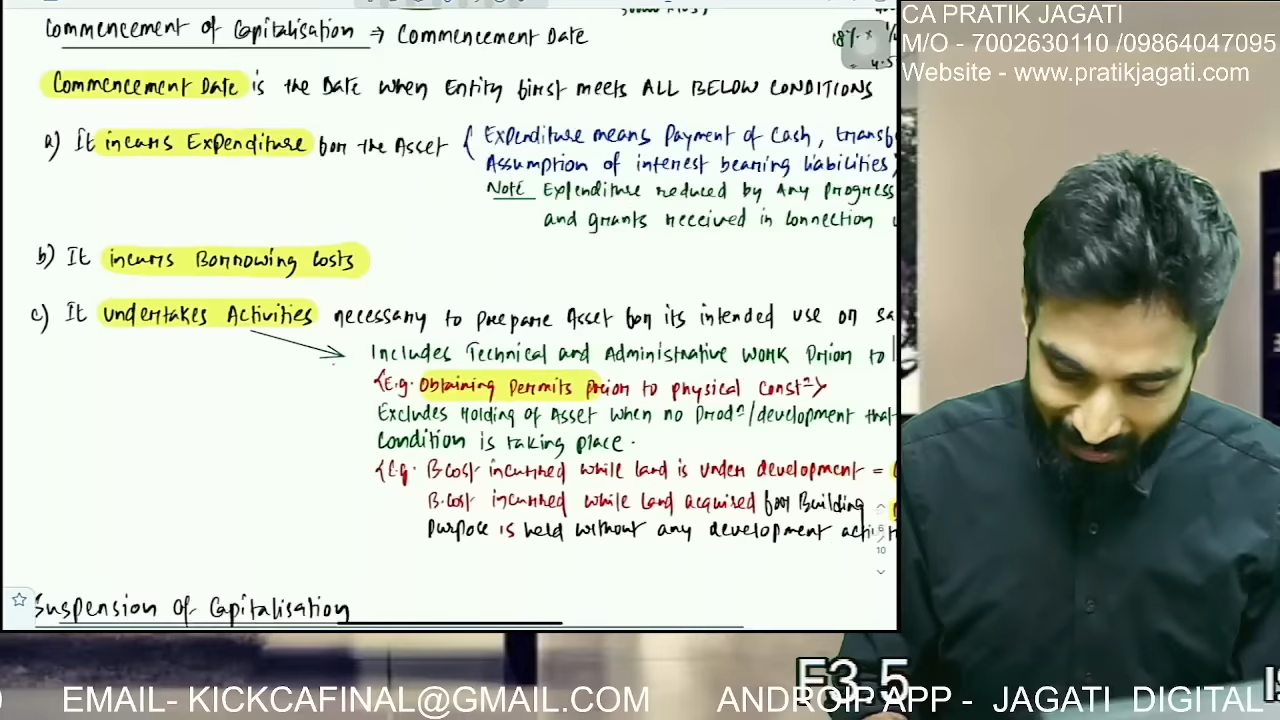 Commencement of Capitalisation → Commencement Date
Commencement Date is the Date when Entity first meets ALL BELOW CONDITIONS
a) It incurs Expenditure for the Asset { Expenditure means Payment of Cash, transf
Assumption of interest bearing liabilities
Note Expenditure reduced by Any Progress
and grants received in connection
b) It incurs Borrowing Costs
c) It undertakes Activities necessary to prepare Asset for its intended use or sa
Includes Technical and Administrative work Prior to
{E.g. Obtaining Permits prior to physical constn}
Excludes Holding of Asset when no Prodn/development that
Condition is taking place.
{E.g. B.cost incurred while land is under development =
B.cost incurred while land acquired for Building
Purpose is held without any development acti
6
10
Suspension Of Capitalisation
CA PRATIK JAGATI
M/O - 7002630110 /09864047095
Website - www.pratikjagati.com
F3 5
EMAIL- KICKCAFINAL@GMAIL.COM ANDROIP APP - JAGATI DIGITAL